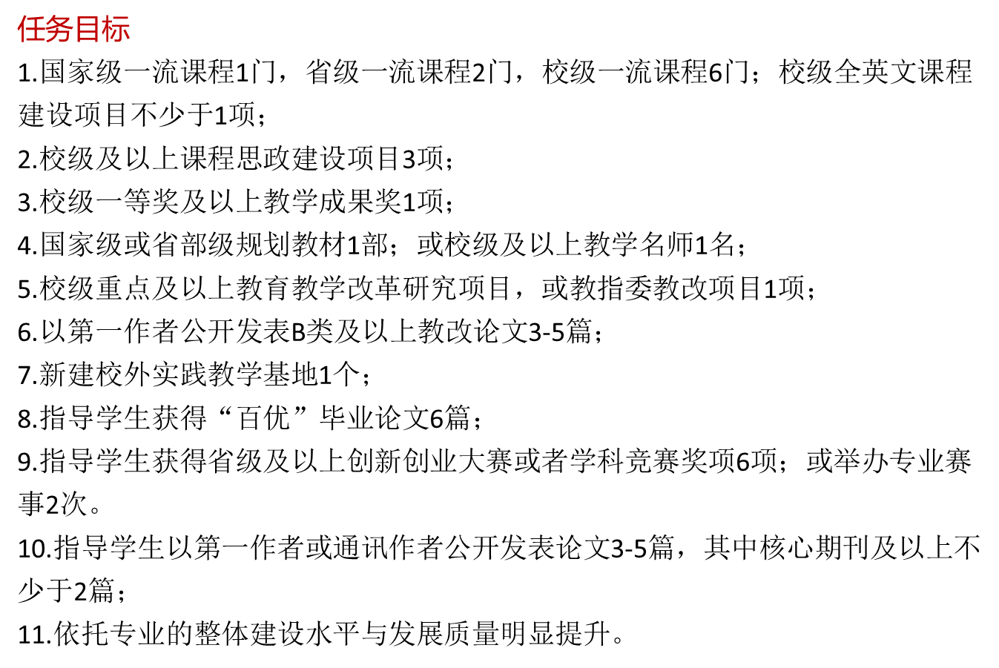 任务目标
1.国家级一流课程1门，省级一流课程2门，校级一流课程6门；校级全英文课程
建设项目不少于1项；
2.校级及以上课程思政建设项目3项；
3.校级一等奖及以上教学成果奖1项；
4.国家级或省部级规划教材1部；或校级及以上教学名师1名；
5.校级重点及以上教育教学改革研究项目，或教指委教改项目1项；
6.以第一作者公开发表B类及以上教改论文3-5篇；
7.新建校外实践教学基地1个；
8.指导学生获得“百优”毕业论文6篇；
9.指导学生获得省级及以上创新创业大赛或者学科竞赛奖项6项；或举办专业赛
事2次。
10.指导学生以第一作者或通讯作者公开发表论文3-5篇，其中核心期刊及以上不
少于2篇；
11.依托专业的整体建设水平与发展质量明显提升。